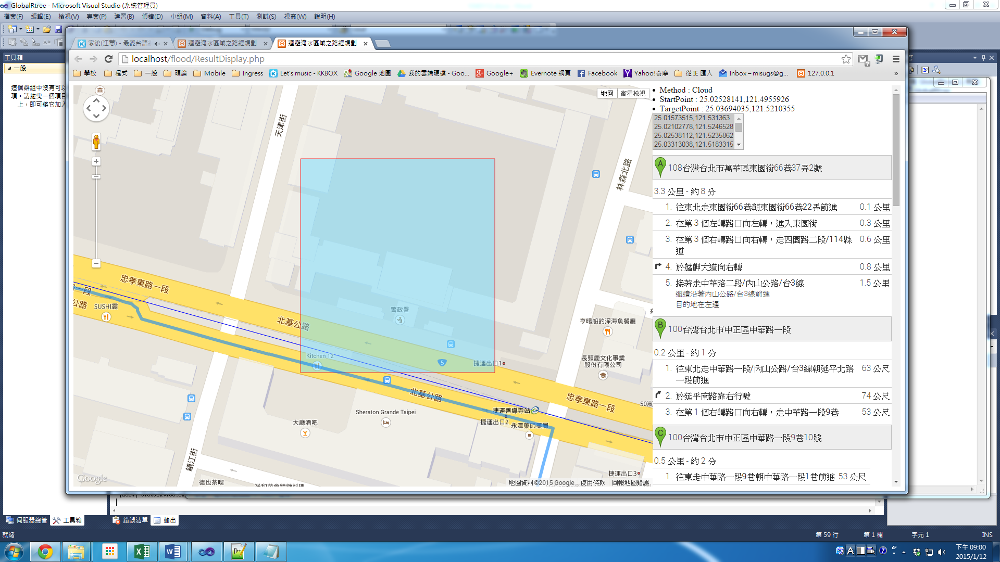 GlobalRtree - Microsoft Visual Studio (系統管理員)
檔案(F) 編輯(E) 檢視(V) 專案(P) 建置(B) 偵錯(D) 小組(M) 資料(A) 工具(T) 測試(S) 視窗(W) 說明(H)
家後(江蕙) - 最愛台語
迴避淹水區域之路經規劃
迴避淹水區域之路經規劃
localhost/flood/ResultDisplay.php
學校 程式 一般 頭論 Mobile Ingress Let's music - KKBOX Google 地圖 我的雲端硬碟 - Goo... Google+ Evernote 網頁 Facebook Yahoo!奇摩 從 IE 匯入 Inbox – misugs@g... 127.0.0.1 »
工具箱
一般
這個群組中沒有可以
項。請拖曳一個項目
上，即可將它加入
地圖 衛星檢視
天津街
林森北路
忠孝東路一段
路一段
公路
SUSHI霸
北基公路
警政署
Kitchen 12
5
捷運出口1
亨暘船釣深海魚餐廳
長頸鹿文化事業
股份有限公司
北基公路
忠孝東路一段
50嵐
捷運善導寺站
捷運出口2
永澤藥師藥局
Sheraton Grande Taipei
大廳酒吧
鎮江街
德也茶喫
祥和蔬食精緻料理
捷運出口3
Google
地圖資料©2015 Google 使用條款 回報地圖錯誤
Method : Cloud
StartPoint : 25.02528141,121.4955926
TargetPoint : 25.03694035,121.5210355
25.01573515,121.531363
25.02102778,121.5246528
25.02538112,121.5235862
25.03313038,121.5183315
A 108台灣台北市萬華區東園街66巷37弄2號
3.3 公里 - 約 8 分
1. 往東北走東園街66巷朝東園街66巷22弄前進 0.1 公里
2. 在第 3 個左轉路口向左轉，進入東園街 0.3 公里
3. 在第 3 個右轉路口向右轉，走西園路二段/114縣 0.6 公里
道
4. 於艋舺大道向右轉 0.8 公里
5. 接著走中華路二段/內山公路/台3線 1.5 公里
繼續沿著內山公路/台3線前進
目的地在左邊
B 100台灣台北市中正區中華路一段
0.2 公里 - 約 1 分
1. 往東北走中華路一段/內山公路/台3線朝延平北路 63 公尺
一段前進
2. 於延平南路靠右行駛 74 公尺
3. 在第 1 個右轉路口向右轉，走中華路一段9巷 53 公尺
C 100台灣台北市中正區中華路一段9巷10號
0.5 公里 - 約 2 分
1. 往東走中華路一段9巷朝中華路一段1巷前進 53 公尺
伺服器總管 工具箱 錯誤清單 輸出
就緒 第 59 行 第 1 欄 字元 1 INS
下午 09:00
2015/1/12